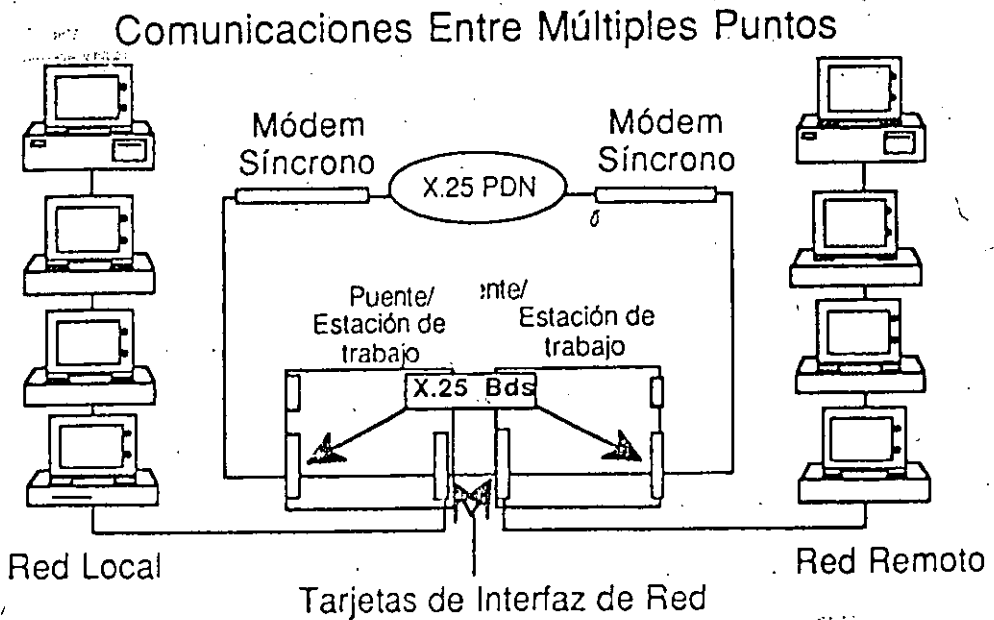 Comunicaciones Entre Múltiples Puntos
Módem
Síncrono
Módem
Síncrono
X.25 PDN
Puente/
Estación de
trabajo
Estación de
trabajo
X.25 Bds
Red Local
Red Remoto
Tarjetas de Interfaz de Red